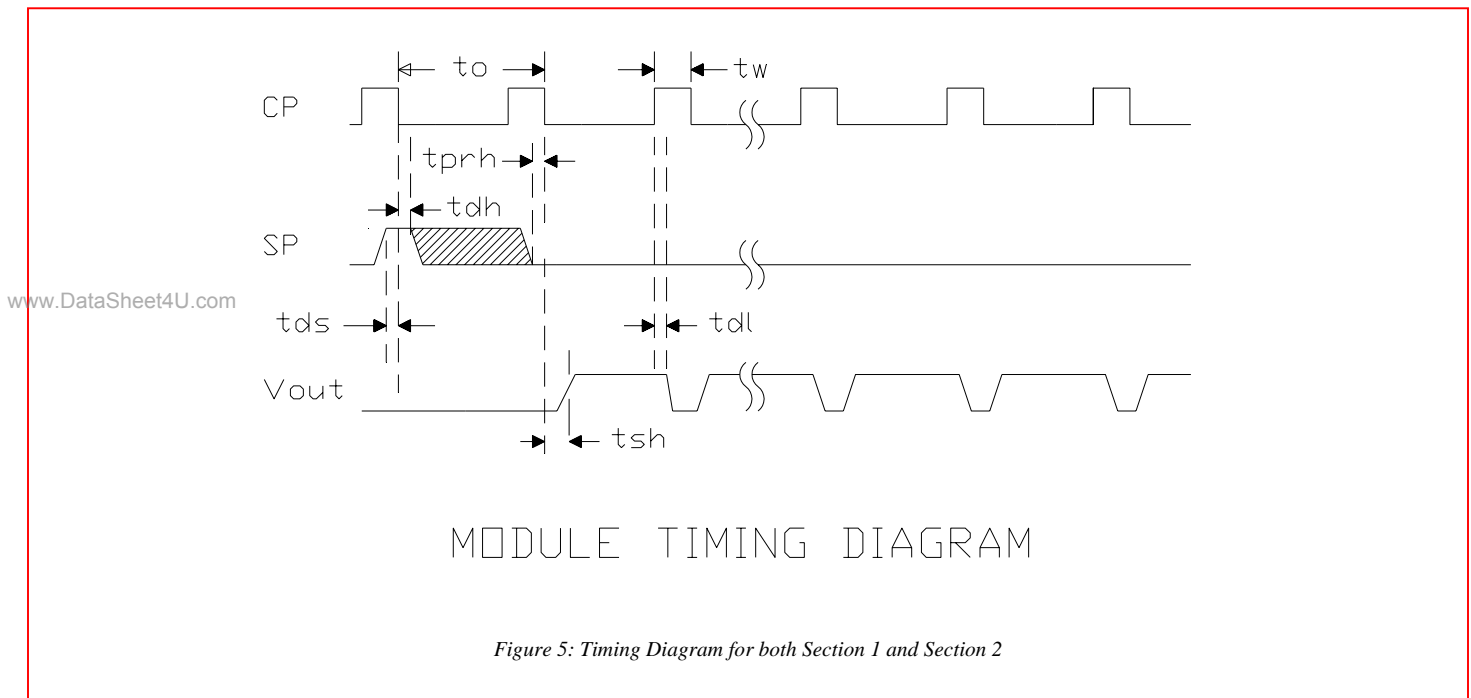 to
tw
CP
tprh
tdh
SP
www.DataSheet4U.com
tds
tdl
Vout
tsh
MODULE TIMING DIAGRAM
Figure 5: Timing Diagram for both Section 1 and Section 2